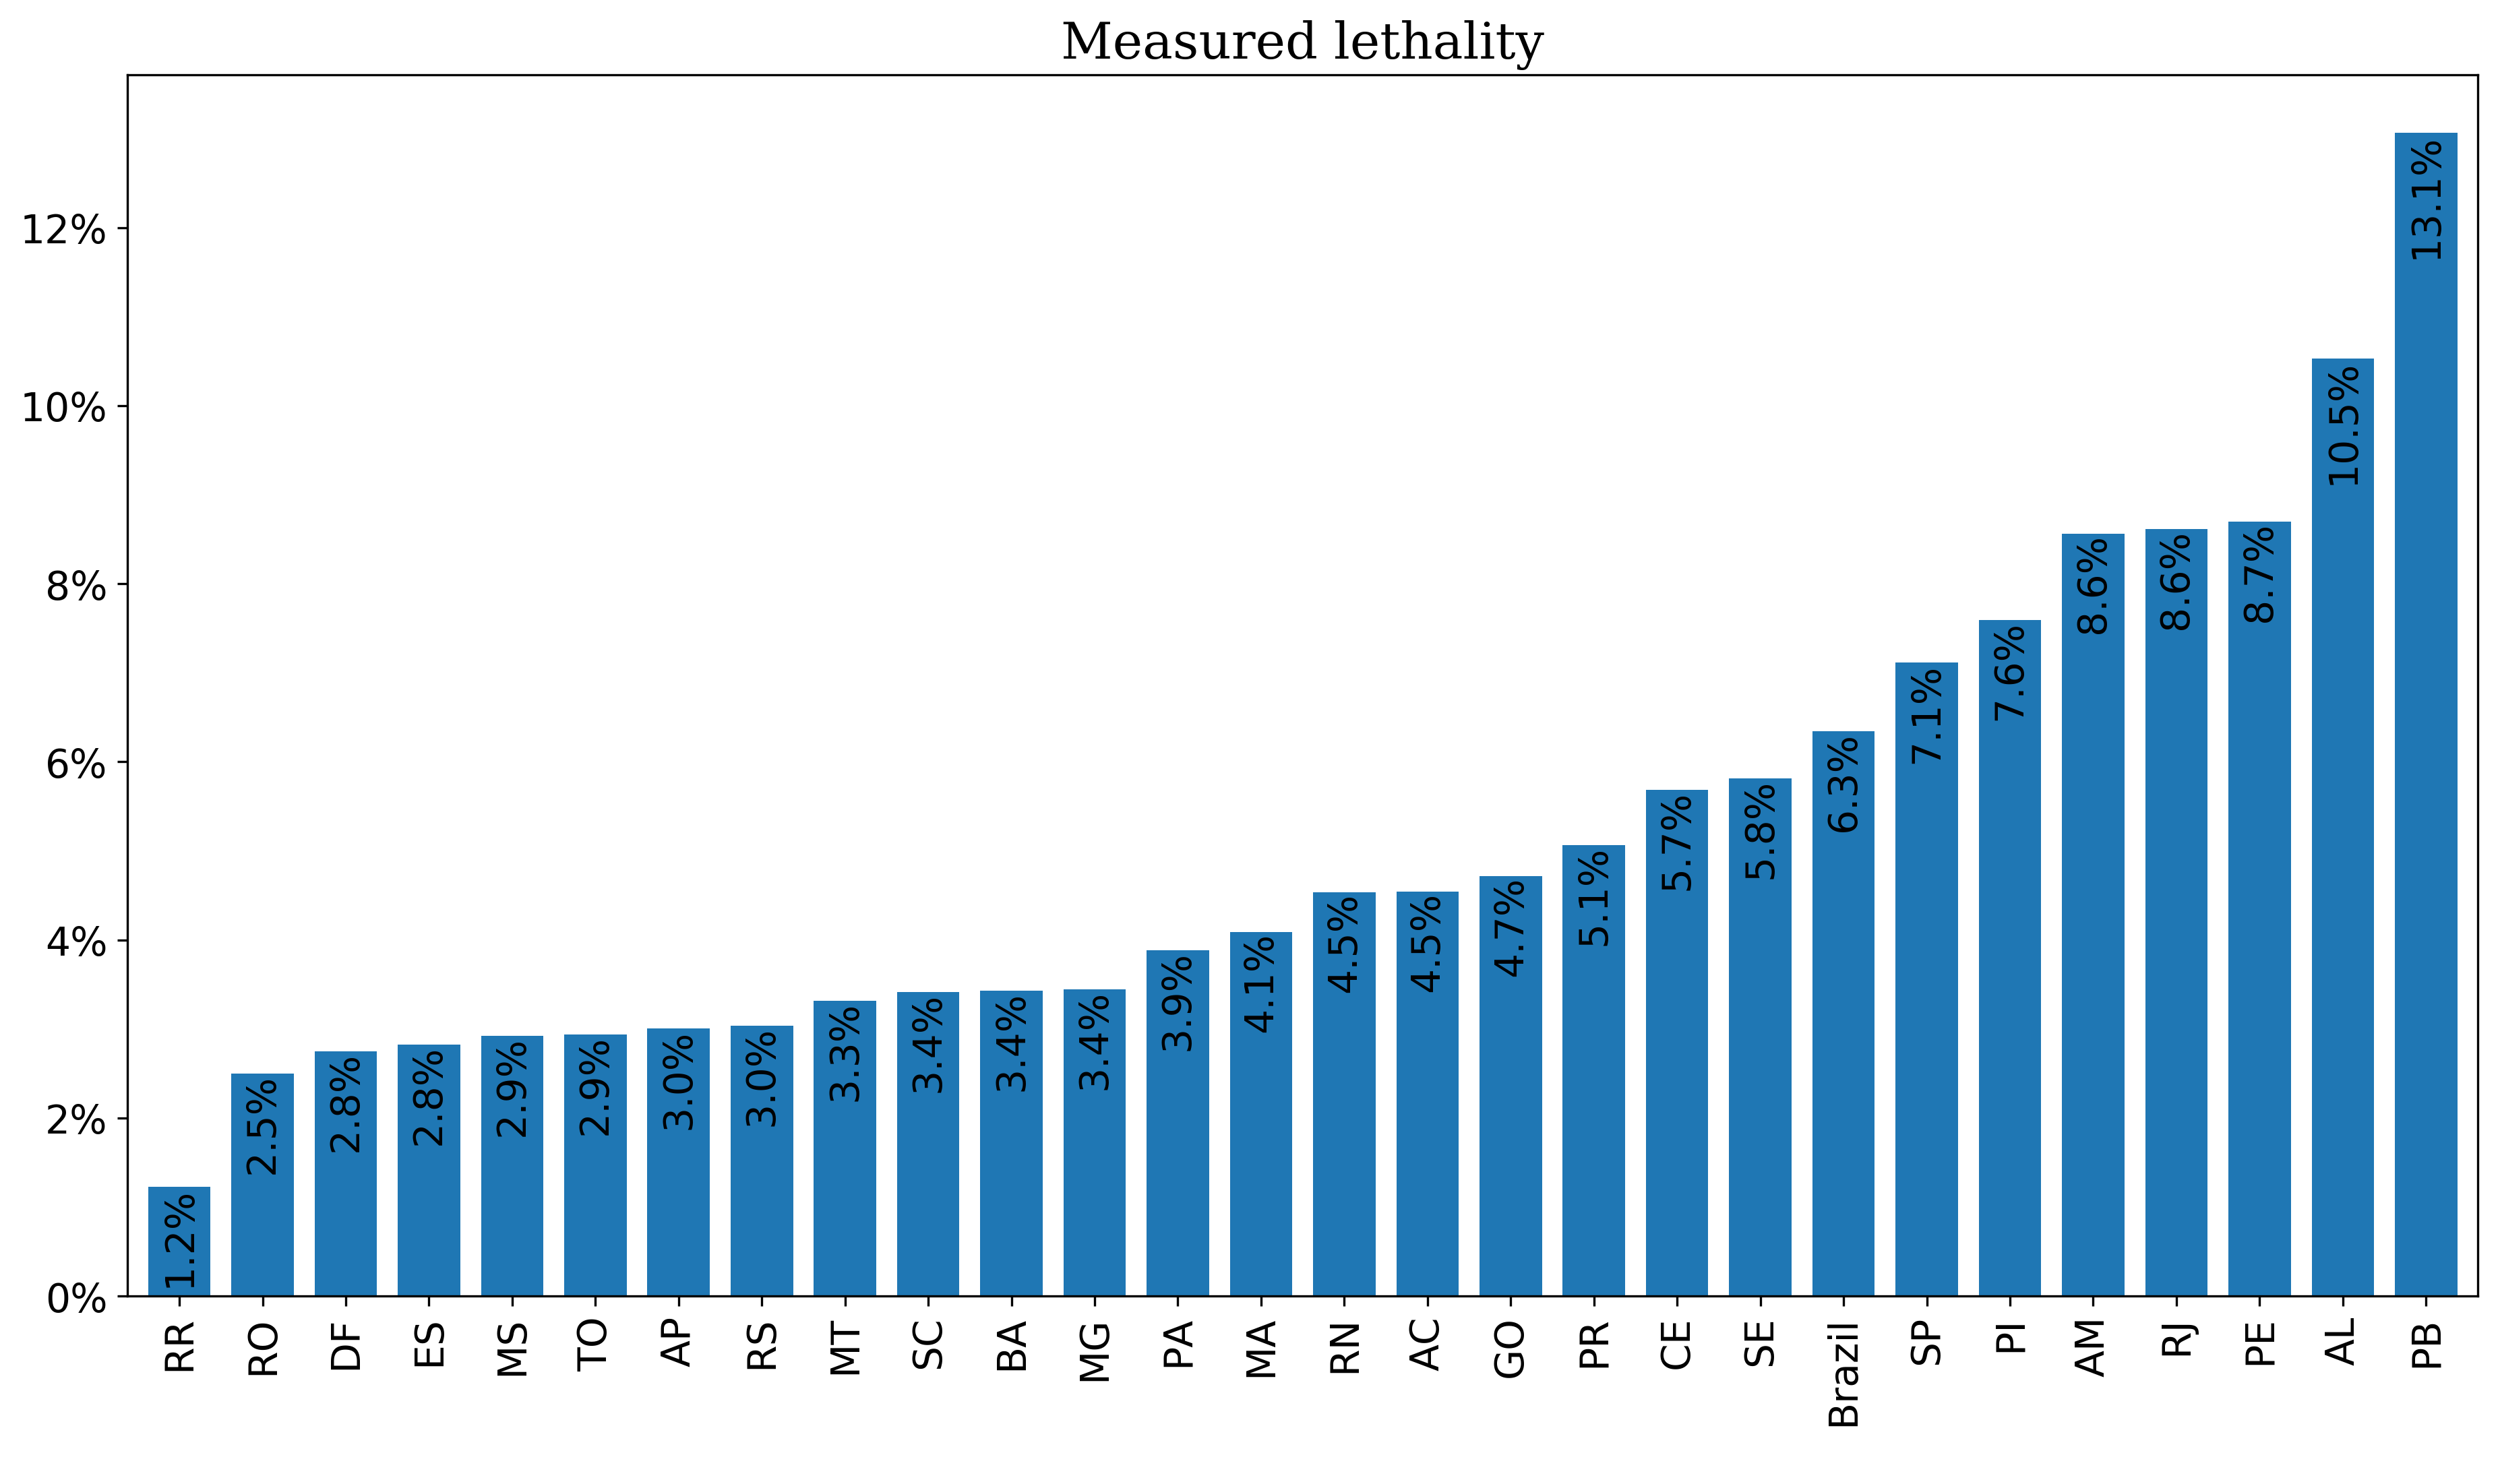 Measured lethality
12%
10%
8%
6%
4%
2%
0%
1.2%
2.5%
2.8%
2.8%
2.9%
2.9%
3.0%
3.0%
3.3%
3.4%
3.4%
3.4%
3.9%
4.1%
4.5%
4.5%
4.7%
5.1%
5.7%
5.8%
6.3%
7.1%
7.6%
8.6%
8.6%
8.7%
10.5%
13.1%
RR
RO
DF
ES
MS
TO
AP
RS
MT
SC
BA
MG
PA
MA
RN
AC
GO
PR
CE
SE
Brazil
SP
PI
AM
RJ
PE
AL
PB